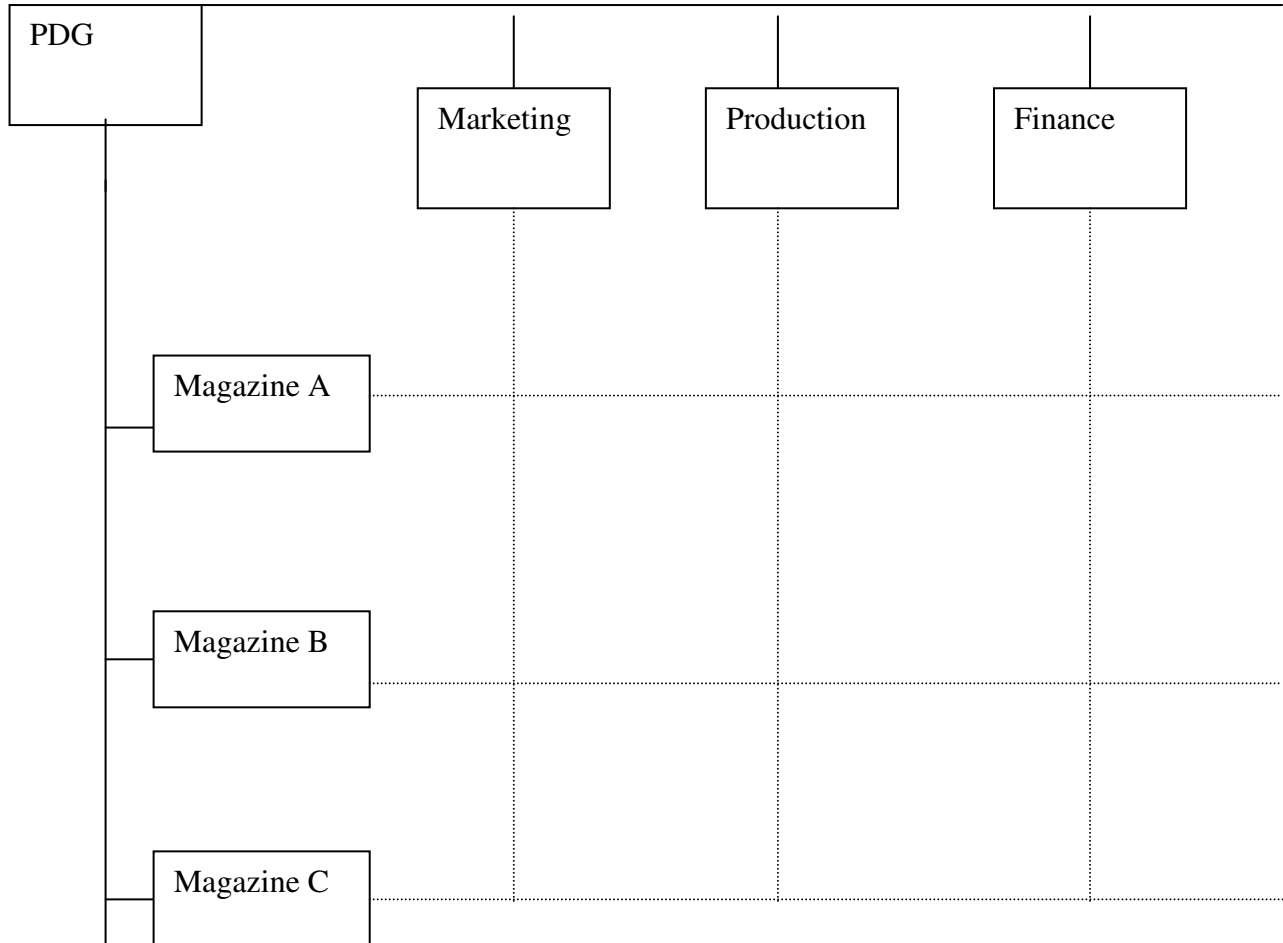 PDG
Marketing
Production
Finance
Magazine A
Magazine B
Magazine C